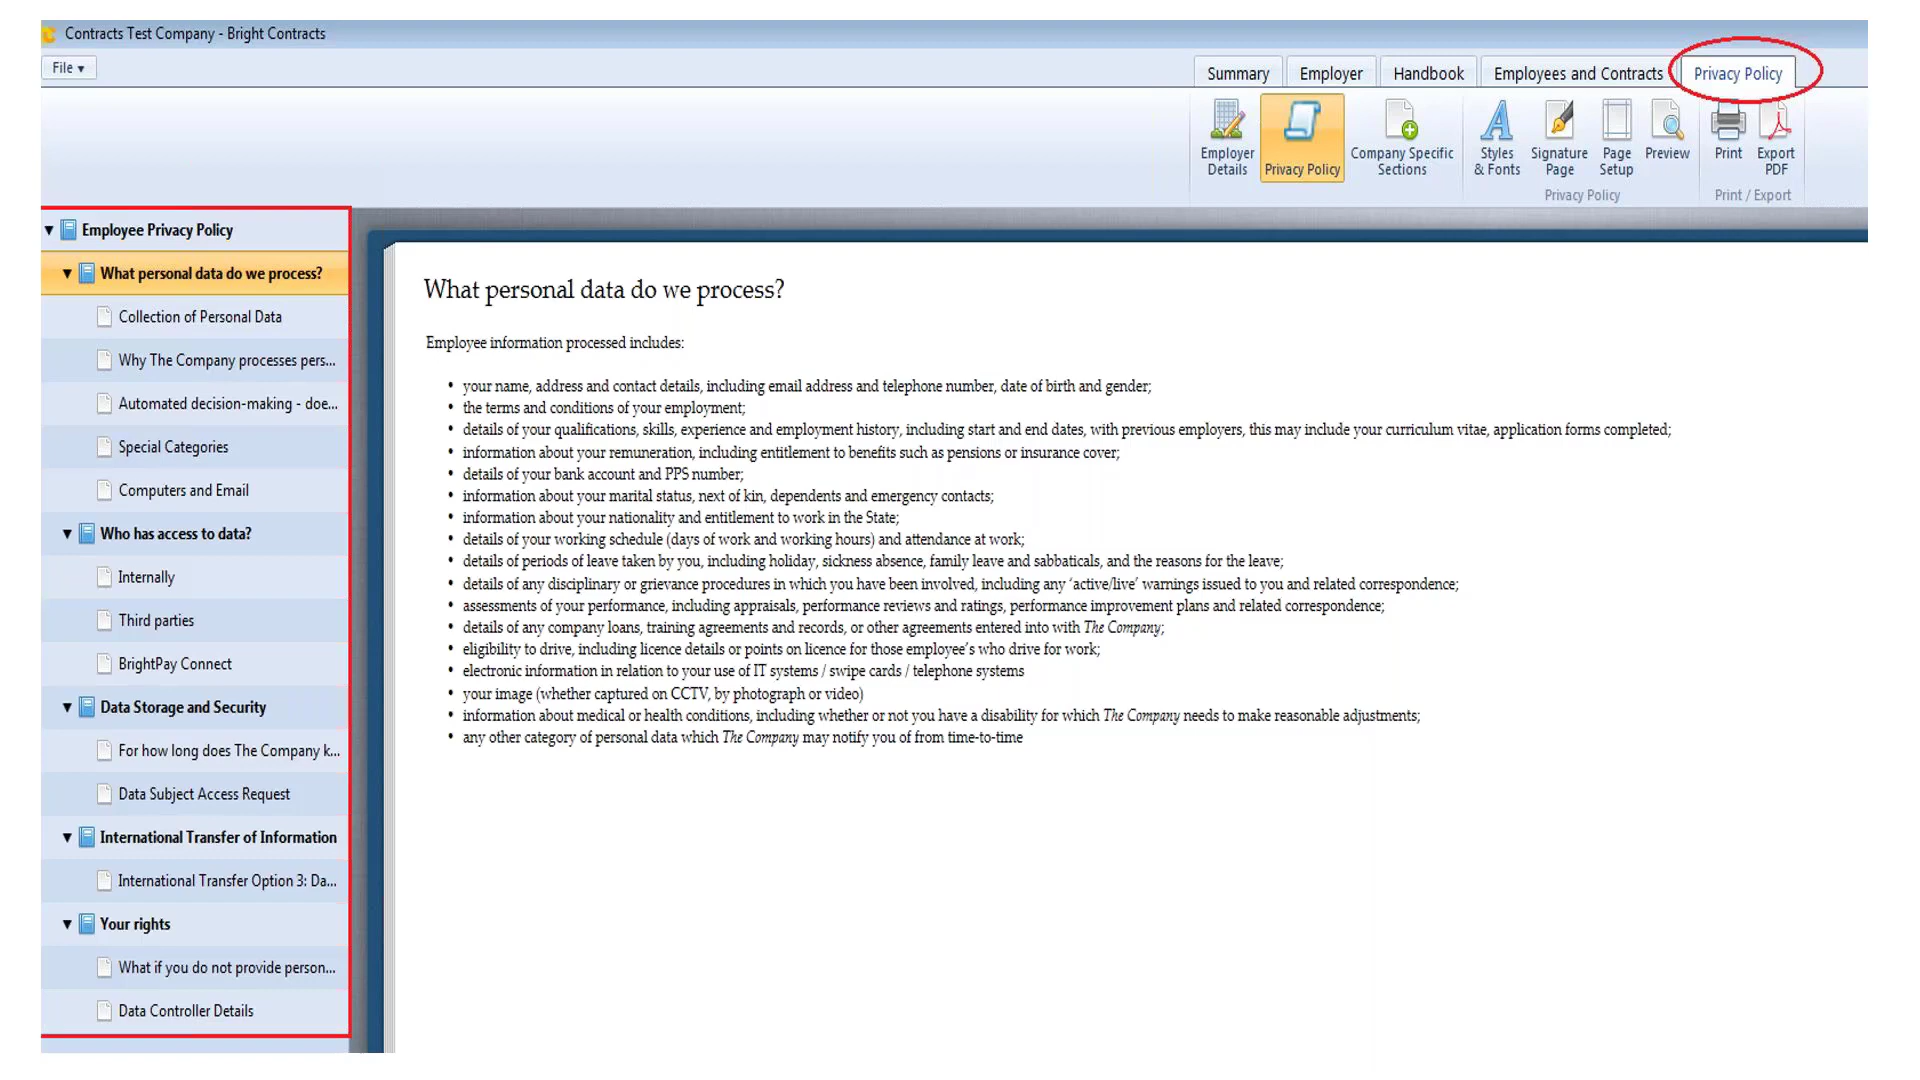 Contracts Test Company - Bright Contracts
File
Summary
Employer
Handbook
Employees and Contracts
Privacy Policy
Employer
Details
Privacy Policy
Company Specific
Sections
Styles
& Fonts
Signature
Page
Page
Setup
Preview
Print
Export
PDF
Privacy Policy
Print / Export
Employee Privacy Policy
What personal data do we process?
Collection of Personal Data
Why The Company processes pers...
Automated decision-making - doe...
Special Categories
Computers and Email
Who has access to data?
Internally
Third parties
BrightPay Connect
Data Storage and Security
For how long does The Company k...
Data Subject Access Request
International Transfer of Information
International Transfer Option 3: Da...
Your rights
What if you do not provide person...
Data Controller Details
What personal data do we process?
Employee information processed includes:
• your name, address and contact details, including email address and telephone number, date of birth and gender;
• the terms and conditions of your employment;
• details of your qualifications, skills, experience and employment history, including start and end dates, with previous employers, this may include your curriculum vitae, application forms completed;
• information about your remuneration, including entitlement to benefits such as pensions or insurance cover;
• details of your bank account and PPS number;
• information about your marital status, next of kin, dependents and emergency contacts;
• information about your nationality and entitlement to work in the State;
• details of your working schedule (days of work and working hours) and attendance at work;
• details of periods of leave taken by you, including holiday, sickness absence, family leave and sabbaticals, and the reasons for the leave;
• details of any disciplinary or grievance procedures in which you have been involved, including any ‘active/live’ warnings issued to you and related correspondence;
• assessments of your performance, including appraisals, performance reviews and ratings, performance improvement plans and related correspondence;
• details of any company loans, training agreements and records, or other agreements entered into with The Company;
• eligibility to drive, including licence details or points on licence for those employee’s who drive for work;
• electronic information in relation to your use of IT systems / swipe cards / telephone systems
• your image (whether captured on CCTV, by photograph or video)
• information about medical or health conditions, including whether or not you have a disability for which The Company needs to make reasonable adjustments;
• any other category of personal data which The Company may notify you of from time-to-time